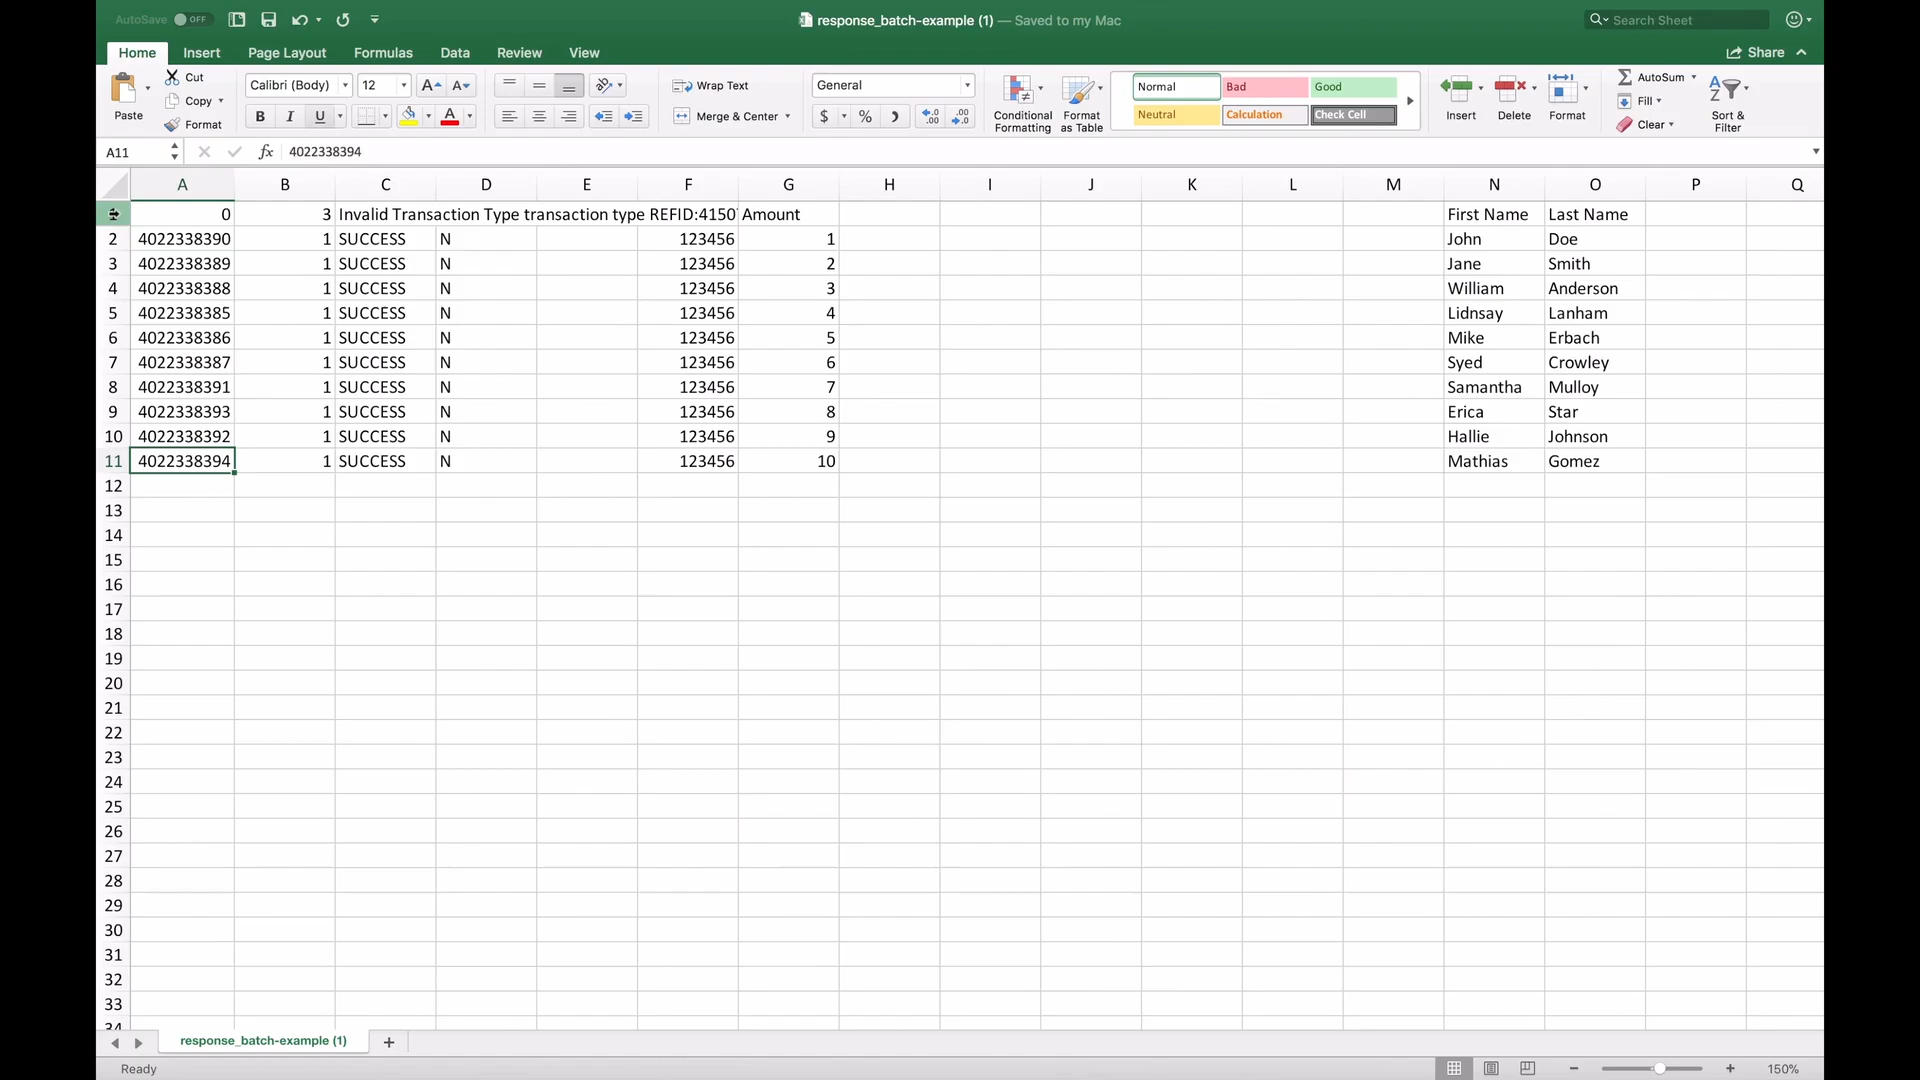 AutoSave OFF
response_batch-example (1) — Saved to my Mac
Search Sheet
Home Insert Page Layout Formulas Data Review View
Share
Paste
Cut
Copy
Format
Calibri (Body) 12 A A
B I U A
Wrap Text
Merge & Center
General
$ % )
Conditional Formatting
Format as Table
Normal Bad Good
Neutral Calculation Check Cell
Insert Delete Format
AutoSum
Fill
Clear
Sort & Filter
A11 fx 4022338394
A B C D E F G H I J K L M N O P Q
0 3 Invalid Transaction Type transaction type REFID:4150 Amount First Name Last Name
2 4022338390 1 SUCCESS N 123456 1 John Doe
3 4022338389 1 SUCCESS N 123456 2 Jane Smith
4 4022338388 1 SUCCESS N 123456 3 William Anderson
5 4022338385 1 SUCCESS N 123456 4 Lidnsay Lanham
6 4022338386 1 SUCCESS N 123456 5 Mike Erbach
7 4022338387 1 SUCCESS N 123456 6 Syed Crowley
8 4022338391 1 SUCCESS N 123456 7 Samantha Mulloy
9 4022338393 1 SUCCESS N 123456 8 Erica Star
10 4022338392 1 SUCCESS N 123456 9 Hallie Johnson
11 4022338394 1 SUCCESS N 123456 10 Mathias Gomez
12
13
14
15
16
17
18
19
20
21
22
23
24
25
26
27
28
29
30
31
32
33
34
response_batch-example (1) +
Ready 150%